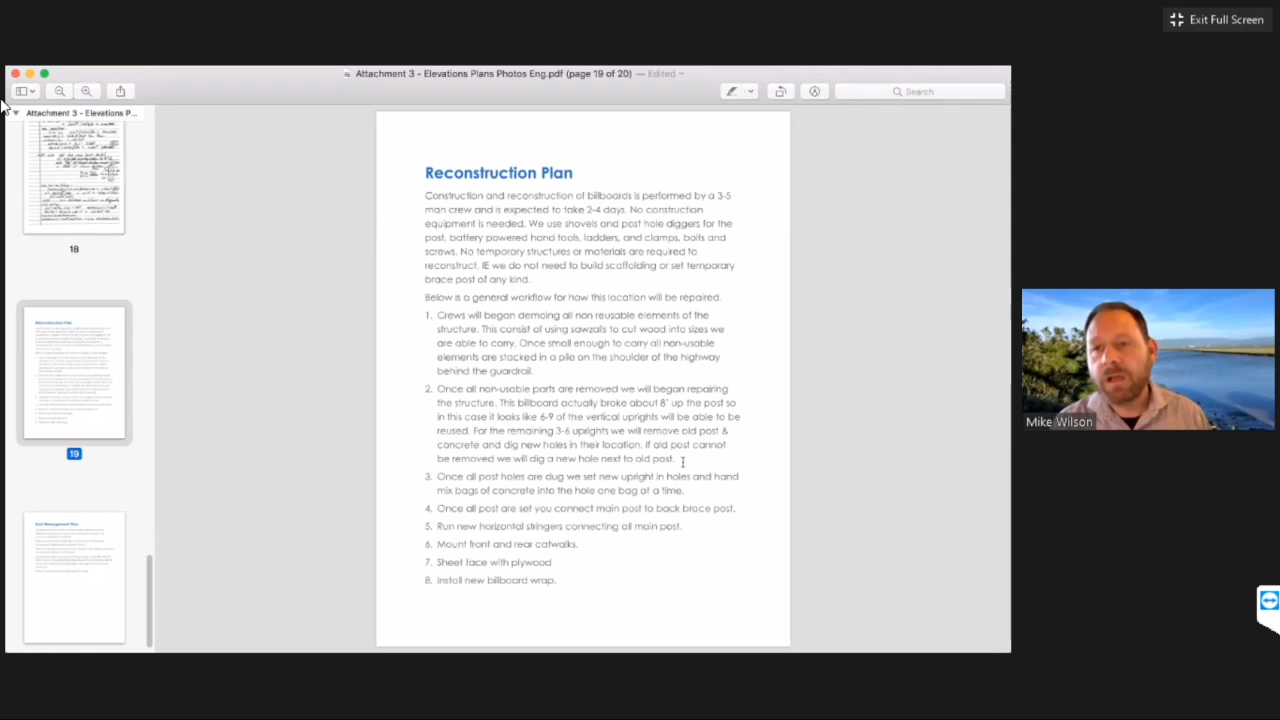 Exit Full Screen
Attachment 3 - Elevations Plans Photos Eng.pdf (page 19 of 20) — Edited
Search
Attachment 3 - Elevations P...
18
19
Reconstruction Plan
Construction and reconstruction of billboards is performed by a 3-5
man crew and is expected to take 2-4 days. No construction
equipment is needed. We use shovels and post hole diggers for the
post, battery powered hand tools, ladders, and clamps, bolts and
screws. No temporary structures or materials are required to
reconstruct. IE we do not need to build scaffolding or set temporary
brace post of any kind.
Below is a general workflow for how this location will be repaired.
1. Crews will began demoing all non reusable elements of the
structure. This consist of using sawzals to cut wood into sizes we
are able to carry. Once small enough to carry all non-usable
elements are stacked in a pile on the shoulder of the highway
behind the guardrail.
2. Once all non-usable parts are removed we will began repairing
the structure. This billboard actually broke about 8' up the post so
in this case it looks like 6-9 of the vertical uprights will be able to be
reused. For the remaining 3-6 uprights we will remove old post &
concrete and dig new holes in their location. If old post cannot
be removed we will dig a new hole next to old post.
3. Once all post holes are dug we set new upright in holes and hand
mix bags of concrete into the hole one bag at a time.
4. Once all post are set you connect main post to back brace post.
5. Run new horizontal stringers connecting all main post.
6. Mount front and rear catwalks.
7. Sheet face with plywood
8. Install new billboard wrap.
Mike Wilson